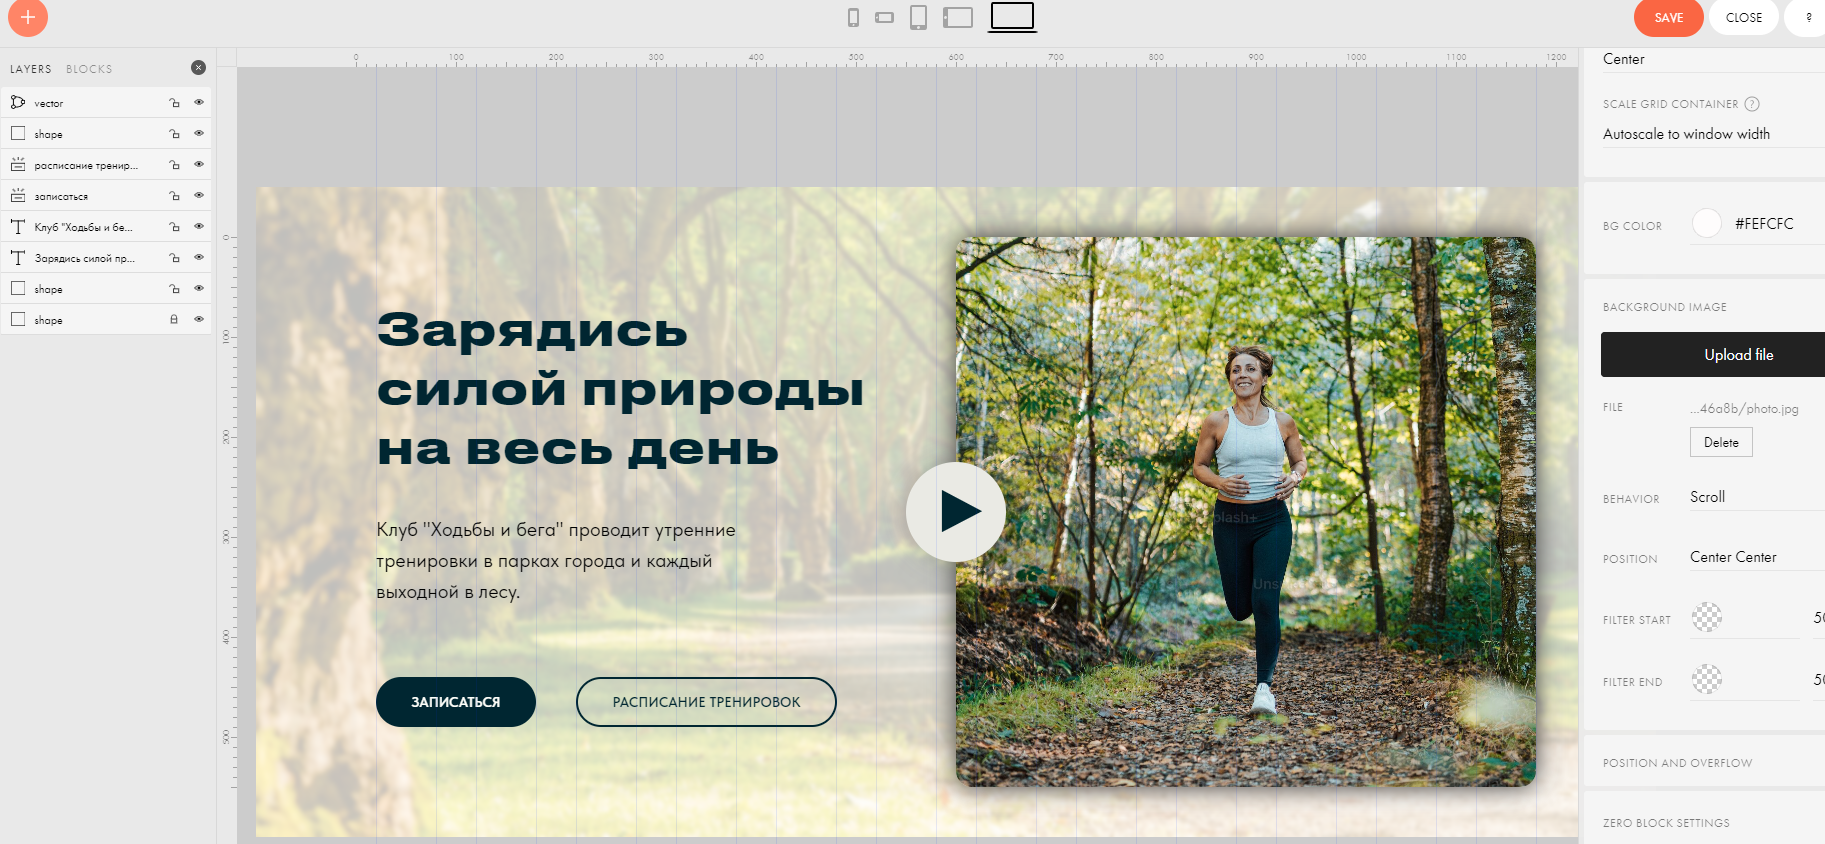 SAVE
CLOSE
?
LAYERS BLOCKS
vector
shape
расписание тренир...
записаться
Клуб "Ходьбы и бе...
Зарядись силой пр...
shape
shape
0 100 200 300 400 500 600 700 800 900 1000 1100 1200
0
100
200
300
400
500
Зарядись
силой природы
на весь день
Клуб "Ходьбы и бега" проводит утренние
тренировки в парках города и каждый
выходной в лесу.
ЗАПИСАТЬСЯ
РАСПИСАНИЕ ТРЕНИРОВОК
Center
SCALE GRID CONTAINER ?
Autoscale to window width
BG COLOR #FEFCFC
BACKGROUND IMAGE
Upload file
FILE ...46a8b/photo.jpg
Delete
BEHAVIOR Scroll
POSITION Center Center
FILTER START 50
FILTER END 50
POSITION AND OVERFLOW
ZERO BLOCK SETTINGS